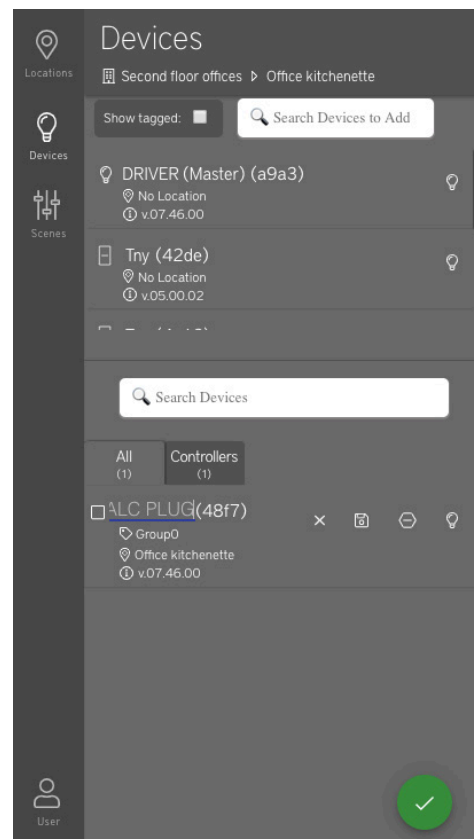 Devices
Locations
Second floor offices Office kitchenette
Show tagged:
Search Devices to Add
Devices
DRIVER (Master) (a9a3)
No Location
v.07.46.00
Scenes
Tny (42de)
No Location
v.05.00.02
Search Devices
All
(1)
Controllers
(1)
ALC PLUG(48f7)
Group0
Office kitchenette
v.07.46.00
User